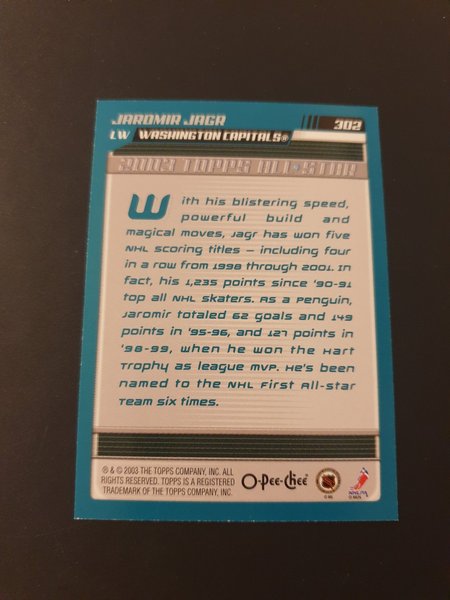 JAROMIR JAGR 302
LW WASHINGTON CAPITALS®
2003 TOPPS ALL★STAR
With his blistering speed,
powerful build and
magical moves, Jagr has won five
NHL scoring titles – including four
in a row from 1998 through 2001. In
fact, his 1,235 points since '90-91
top all NHL skaters. As a Penguin,
Jaromir totaled 62 goals and 149
points in '95-96, and 127 points in
'98-99, when he won the Hart
Trophy as league MVP. He's been
named to the NHL First All-Star
Team six times.
® & © 2003 THE TOPPS COMPANY, INC. ALL
RIGHTS RESERVED. TOPPS IS A REGISTERED
TRADEMARK OF THE TOPPS COMPANY, INC.
O-Pee-Chee
NHLPA